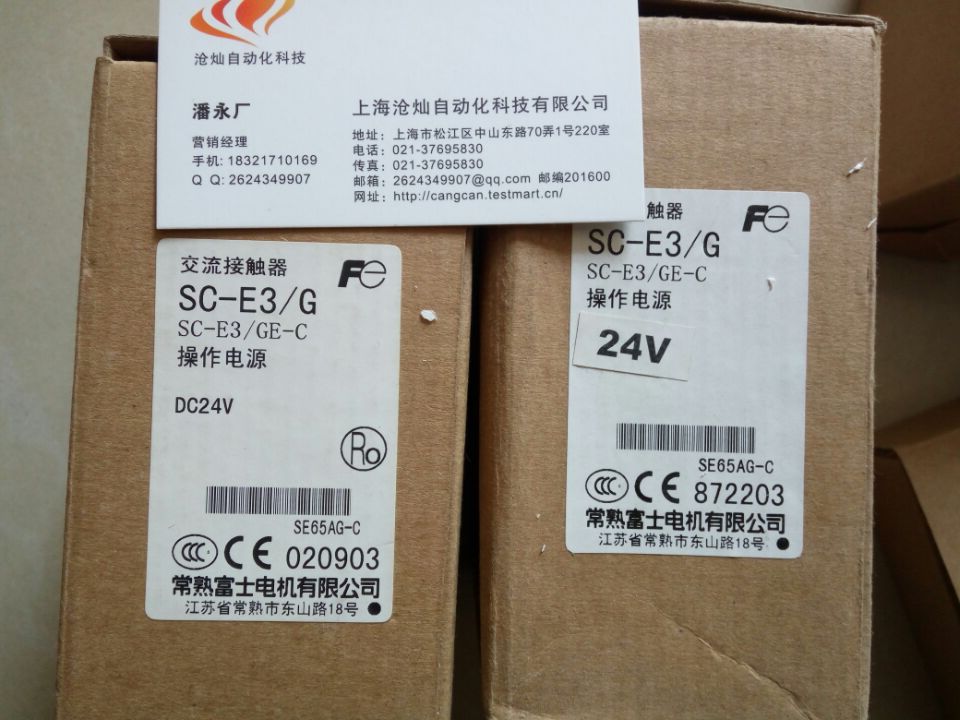 沧灿自动化科技
潘永厂
营销经理
手机: 18321710169
Q Q: 2624349907
上海沧灿自动化科技有限公司
地址: 上海市松江区中山东路70弄1号220室
电话: 021-37695830
传真: 021-37695830
邮箱: 2624349907@qq.com 邮编201600
网址: http://cangcan.testmart.cn/
交流接触器
Fe
SC-E3/G
SC-E3/GE-C
操作电源
DC24V
Ro
SE65AG-C
CCC CE 020903
常熟富士电机有限公司
江苏省常熟市东山路18号
触器
Fe
SC-E3/G
SC-E3/GE-C
操作电源
24V
SE65AG-C
CCC CE 872203
常熟富士电机有限公司
江苏省常熟市东山路18号